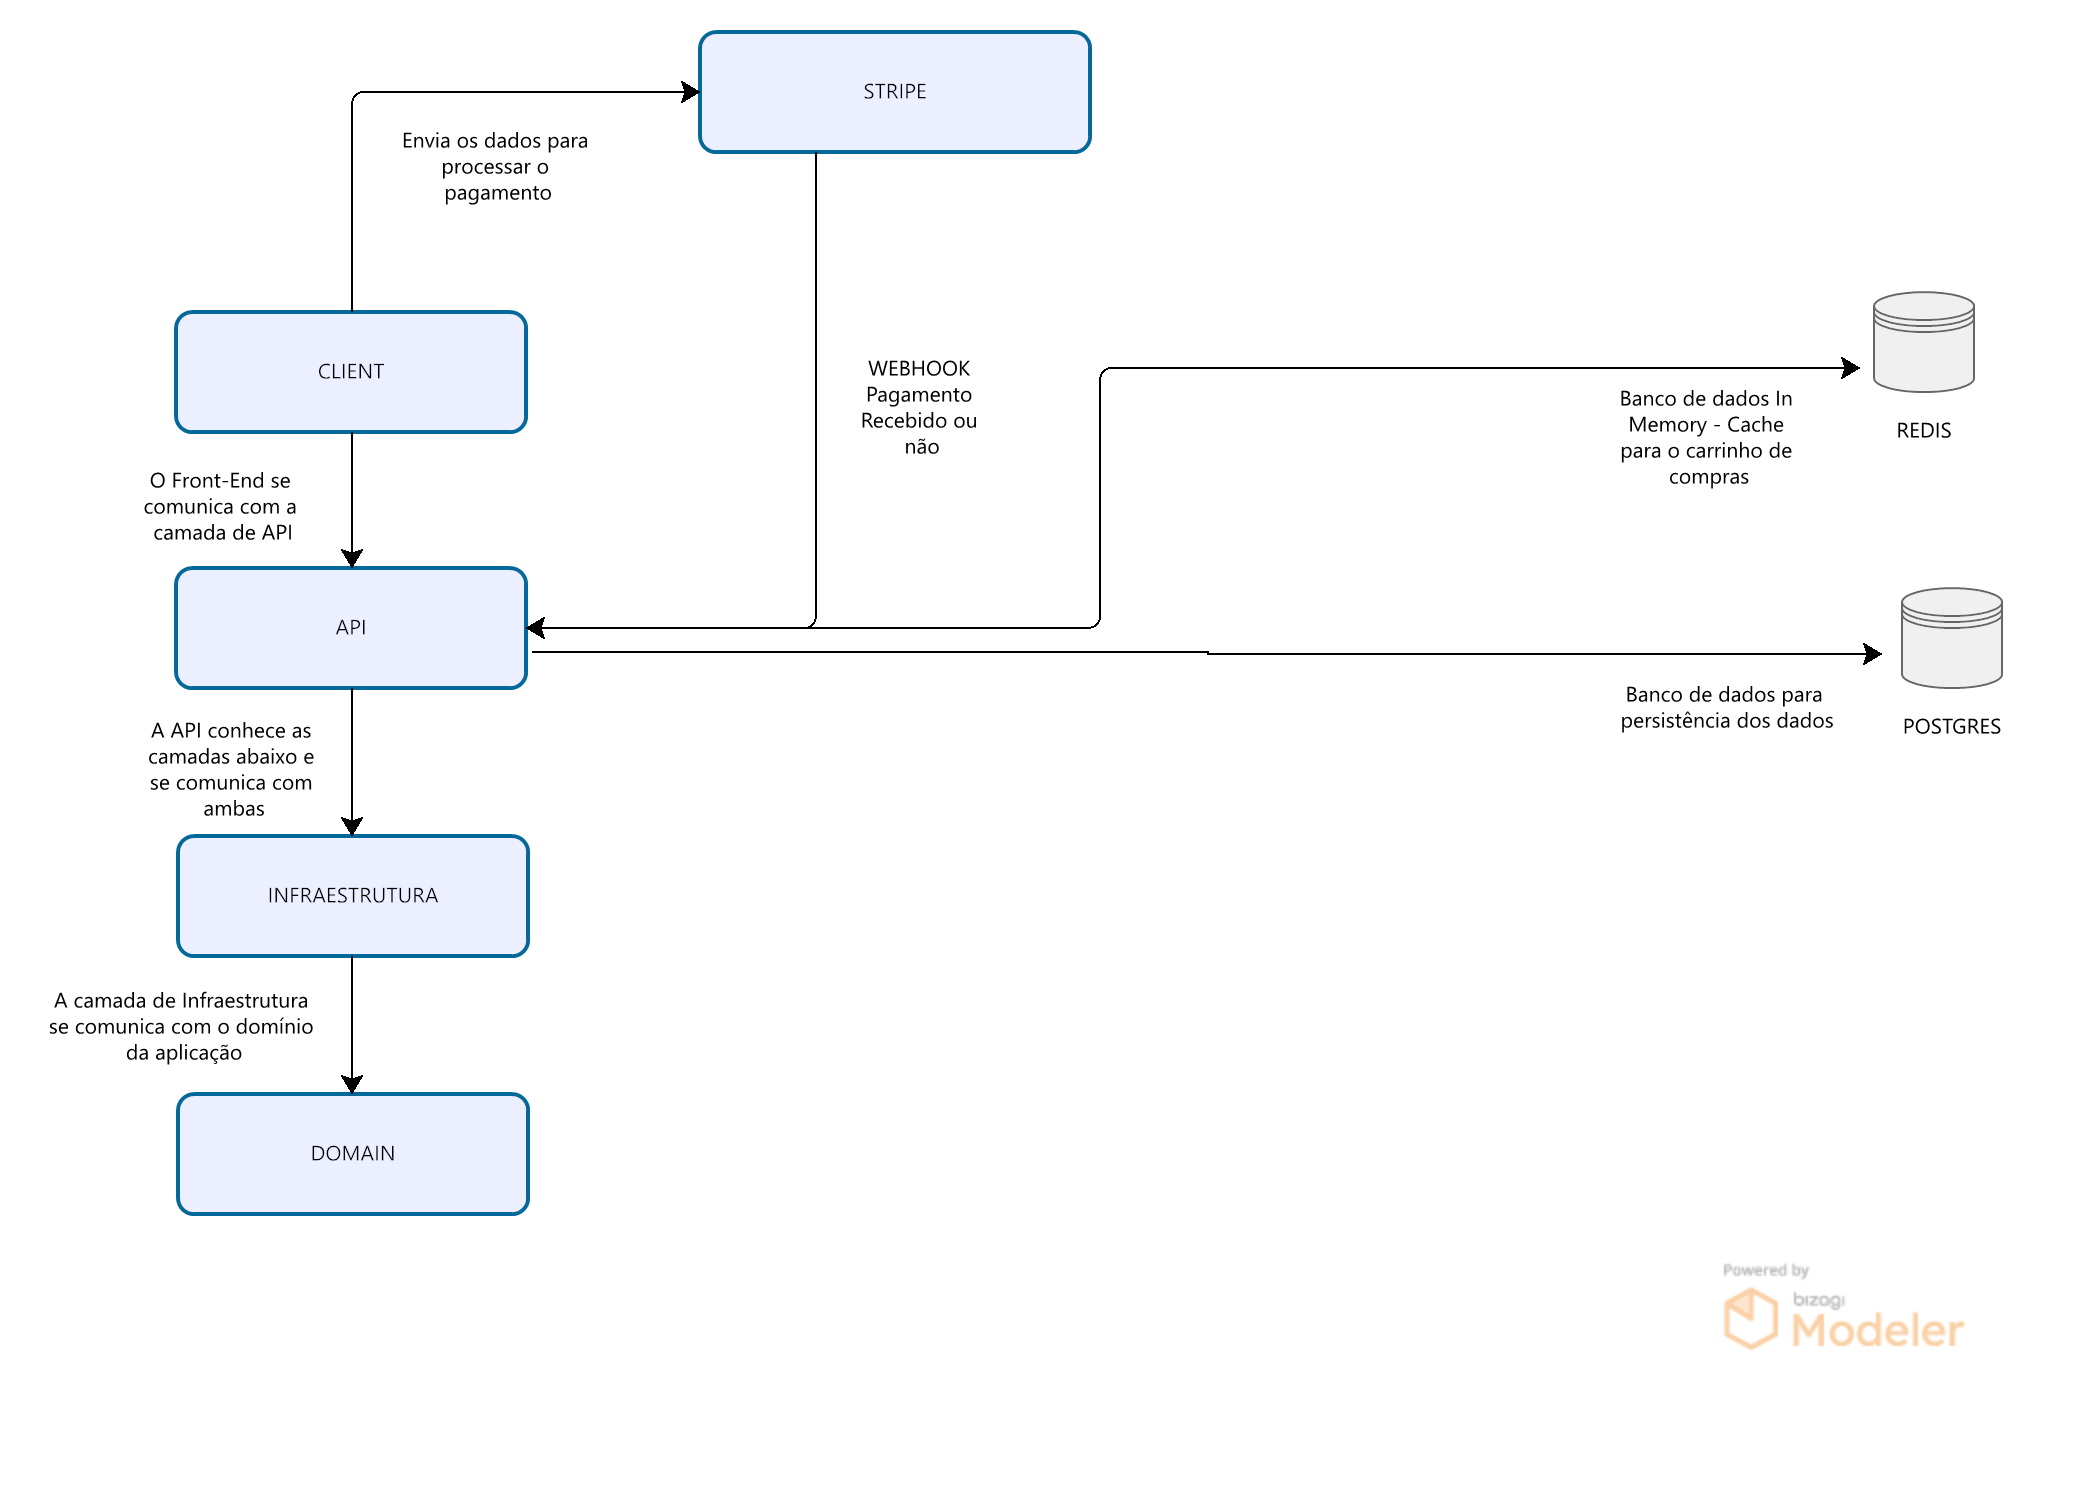 STRIPE
Envia os dados para
processar o
pagamento
CLIENT
WEBHOOK
Pagamento
Recebido ou
não
Banco de dados In
Memory - Cache
para o carrinho de
compras
REDIS
O Front-End se
comunica com a
camada de API
API
Banco de dados para
persistência dos dados
POSTGRES
A API conhece as
camadas abaixo e
se comunica com
ambas
INFRAESTRUTURA
A camada de Infraestrutura
se comunica com o domínio
da aplicação
DOMAIN
Powered by
bizagi
Modeler